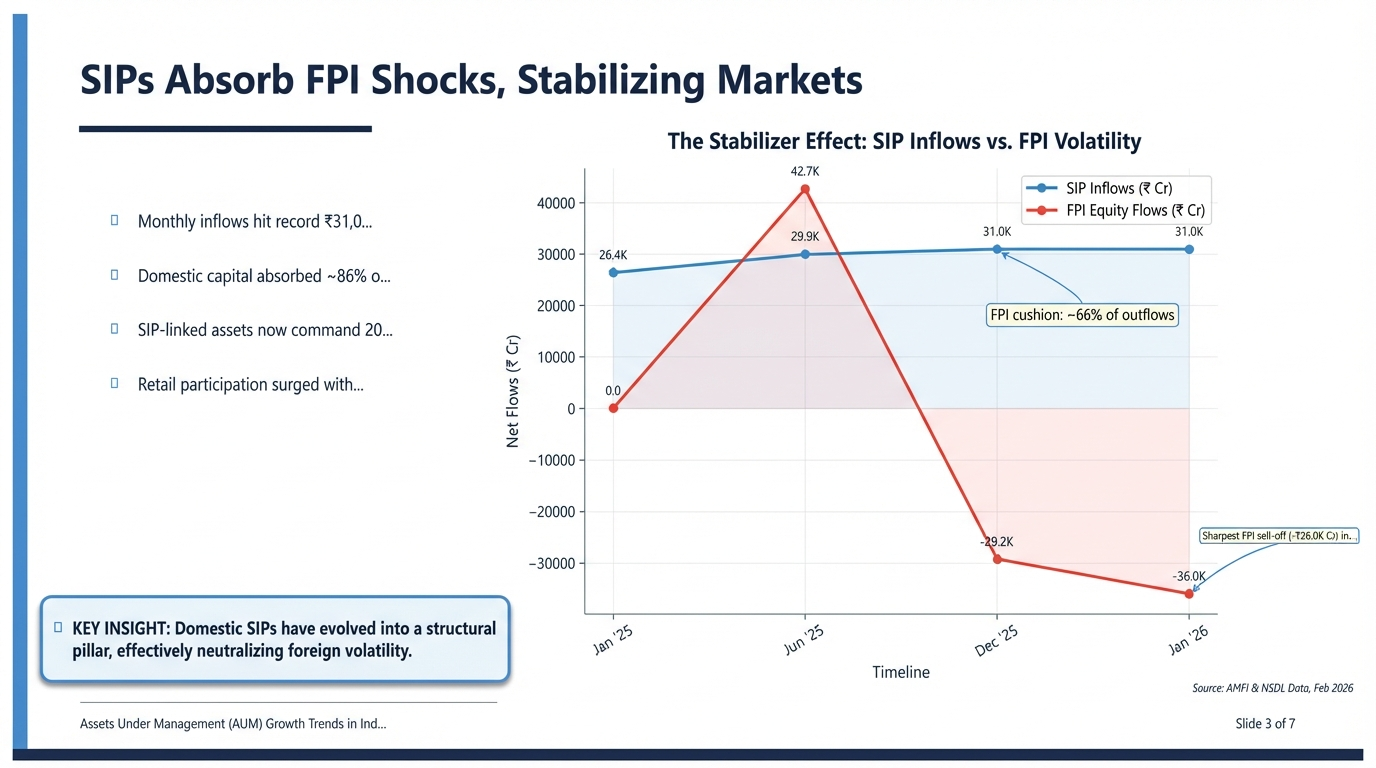 SIPs Absorb FPI Shocks, Stabilizing Markets
Monthly inflows hit record ₹31,0...
Domestic capital absorbed ~86% o...
SIP-linked assets now command 20...
Retail participation surged with...
KEY INSIGHT: Domestic SIPs have evolved into a structural
pillar, effectively neutralizing foreign volatility.
The Stabilizer Effect: SIP Inflows vs. FPI Volatility
SIP Inflows (₹ Cr)
FPI Equity Flows (₹ Cr)
Net Flows (₹ Cr)
40000
30000
20000
10000
0
−10000
−20000
−30000
26.4K
29.9K
31.0K
31.0K
0.0
42.7K
-29.2K
-36.0K
FPI cushion: ~66% of outflows
Sharpest FPI sell-off (-₹26.0K Cr) in...
Jan '25
Jun '25
Dec '25
Jan '26
Timeline
Source: AMFI & NSDL Data, Feb 2026
Assets Under Management (AUM) Growth Trends in Ind...
Slide 3 of 7